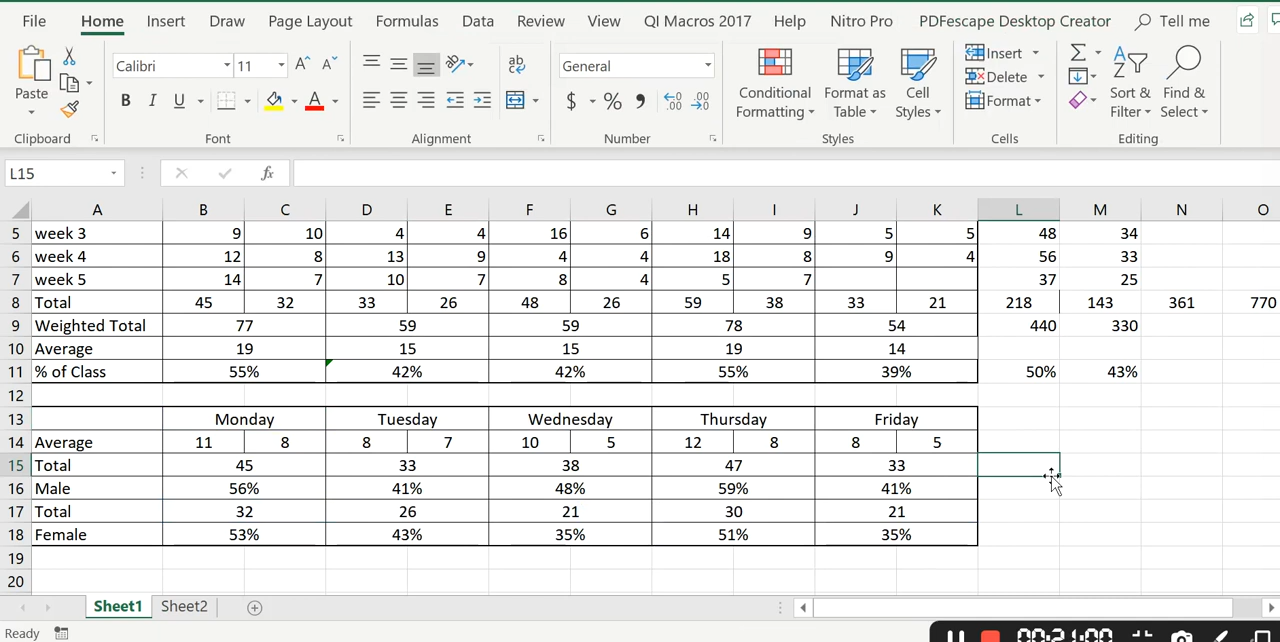 File Home Insert Draw Page Layout Formulas Data Review View QI Macros 2017 Help Nitro Pro PDFescape Desktop Creator Tell me
Paste Calibri 11 A^ Aˇ ab General Insert Σ
B I U A $ % , Conditional Format as Cell Delete Sort & Find &
Formatting Table Styles Format Filter Select
Clipboard Font Alignment Number Styles Cells Editing
L15 fx
A B C D E F G H I J K L M N O
5 week 3 9 10 4 4 16 6 14 9 5 5 48 34
6 week 4 12 8 13 9 4 4 18 8 9 4 56 33
7 week 5 14 7 10 7 8 4 5 7 37 25
8 Total 45 32 33 26 48 26 59 38 33 21 218 143 361 770
9 Weighted Total 77 59 59 78 54 440 330
10 Average 19 15 15 19 14
11 % of Class 55% 42% 42% 55% 39% 50% 43%
12
13 Monday Tuesday Wednesday Thursday Friday
14 Average 11 8 8 7 10 5 12 8 8 5
15 Total 45 33 38 47 33
16 Male 56% 41% 48% 59% 41%
17 Total 32 26 21 30 21
18 Female 53% 43% 35% 51% 35%
19
20
Sheet1 Sheet2
Ready 00:21:00